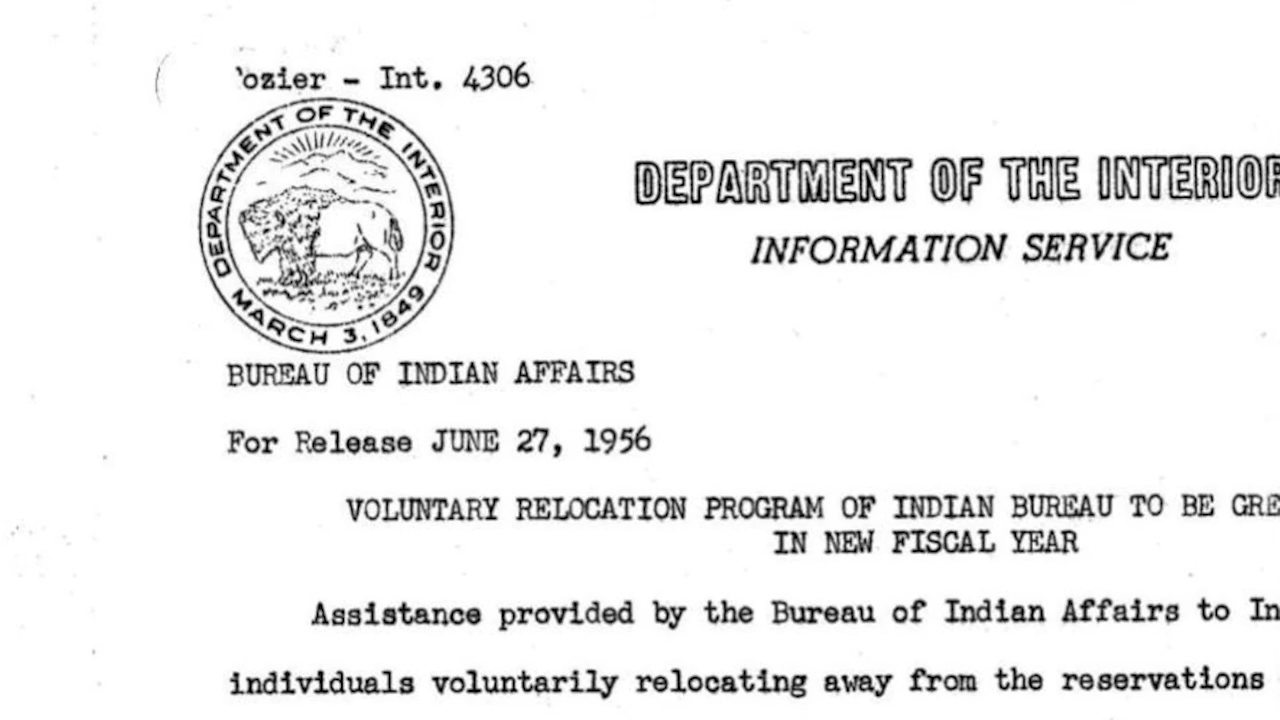 'ozier - Int. 4306
DEPARTMENT OF THE INTERIOR
MARCH 3, 1849
DEPARTMENT OF THE INTERIOR
INFORMATION SERVICE
BUREAU OF INDIAN AFFAIRS
For Release JUNE 27, 1956
VOLUNTARY RELOCATION PROGRAM OF INDIAN BUREAU TO BE GRE
IN NEW FISCAL YEAR
Assistance provided by the Bureau of Indian Affairs to In
individuals voluntarily relocating away from the reservations